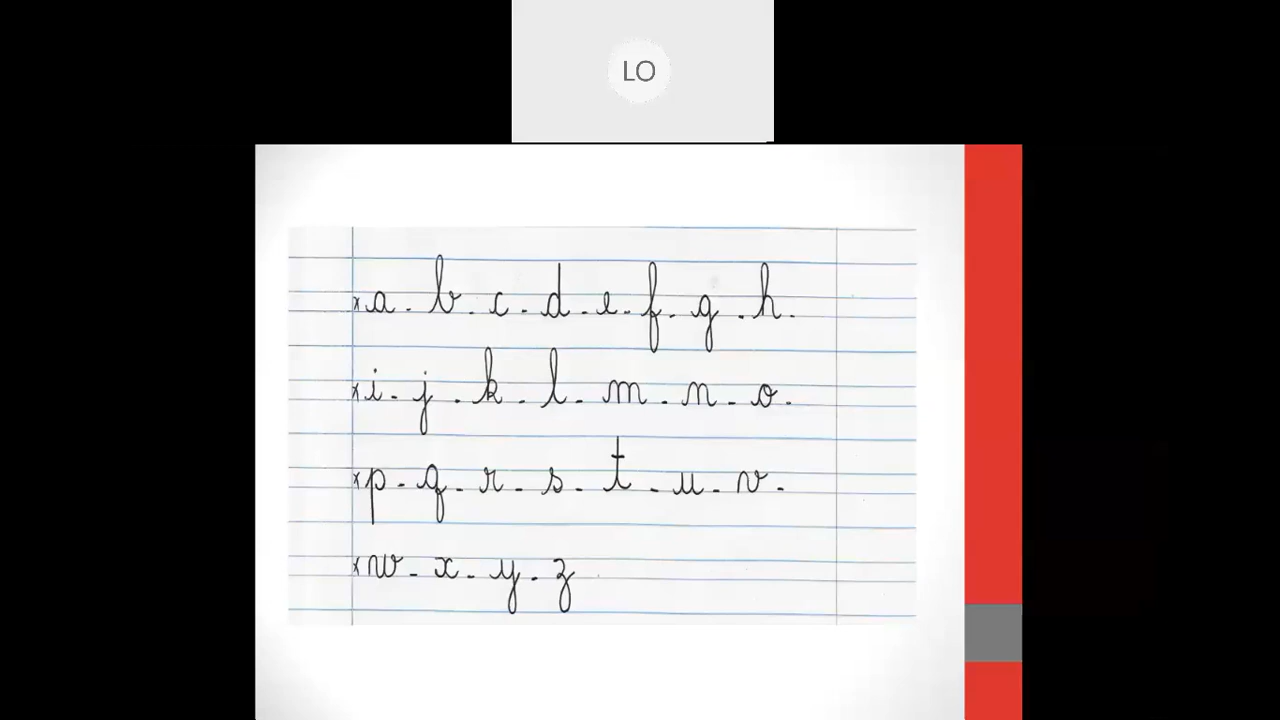 LO
×a . b . c . d . e . f . g . h .
×i . j . k . l . m . n . o .
×p . q . r . s . t . u . v .
×w . x . y . z